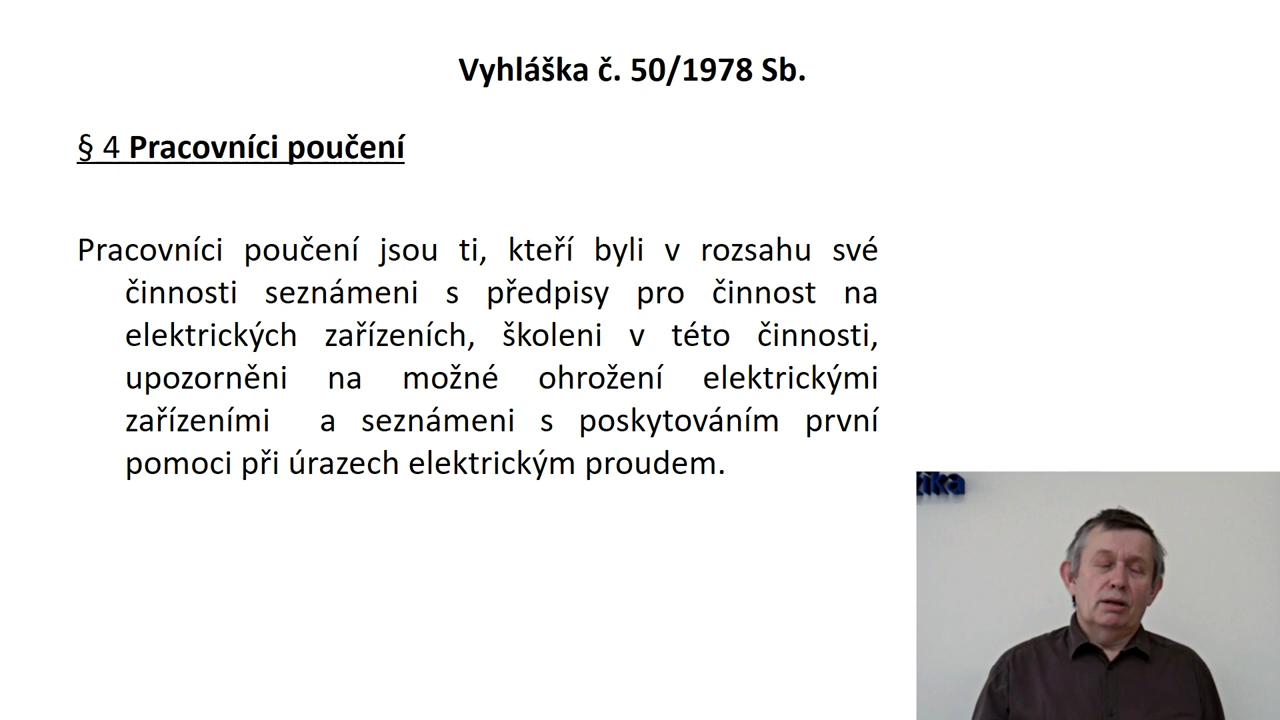 Vyhláška č. 50/1978 Sb.
§ 4 Pracovníci poučení
Pracovníci poučení jsou ti, kteří byli v rozsahu své
činnosti seznámeni s předpisy pro činnost na
elektrických zařízeních, školeni v této činnosti,
upozorněni na možné ohrožení elektrickými
zařízeními a seznámeni s poskytováním první
pomoci při úrazech elektrickým proudem.